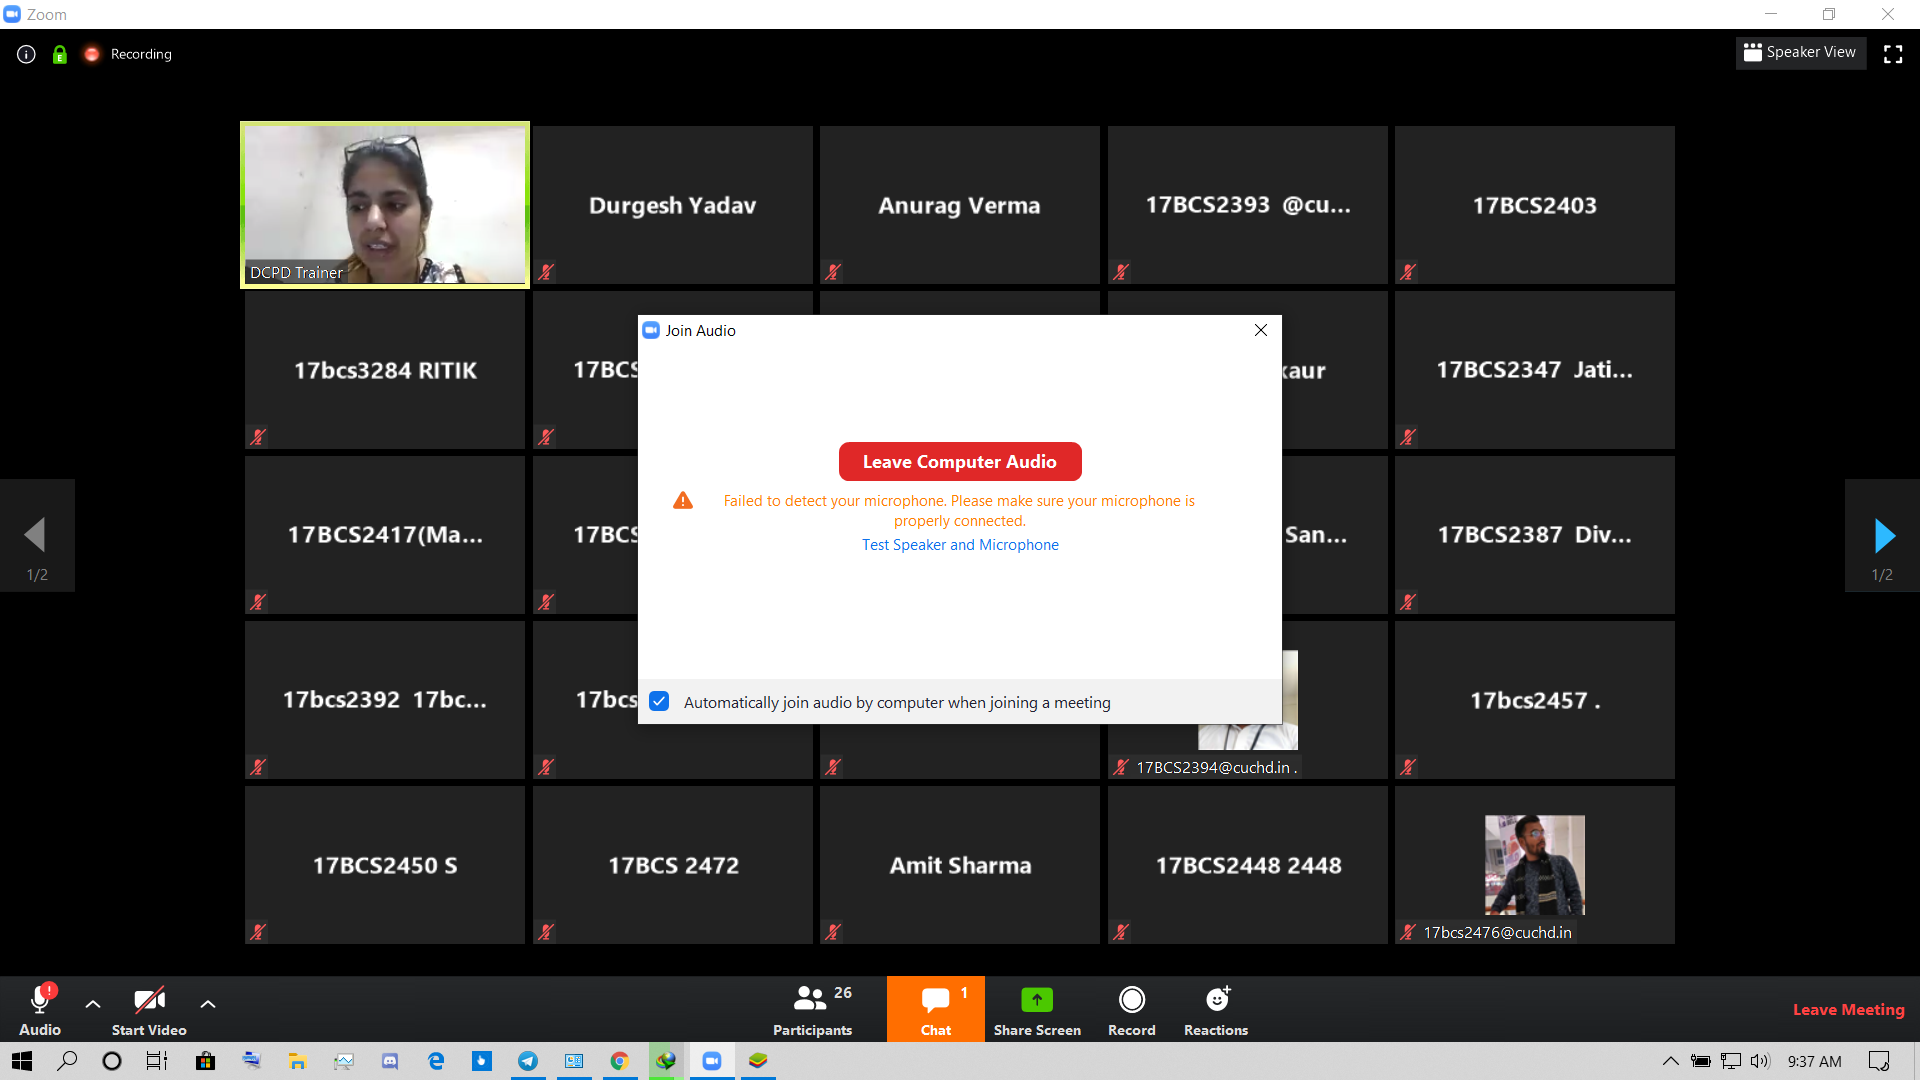 Zoom
Recording
Speaker View
DCPD Trainer
Durgesh Yadav
Anurag Verma
17BCS2393 @cu...
17BCS2403
17bcs3284 RITIK
17BCS
kaur
17BCS2347 Jati...
Join Audio
Leave Computer Audio
Failed to detect your microphone. Please make sure your microphone is
properly connected.
Test Speaker and Microphone
Automatically join audio by computer when joining a meeting
1/2
17BCS2417(Ma...
17BCS
San...
17BCS2387 Div...
1/2
17bcs2392 17bc...
17bcs
17BCS2394@cuchd.in .
17bcs2457 .
17BCS2450 S
17BCS 2472
Amit Sharma
17BCS2448 2448
17bcs2476@cuchd.in
Audio
Start Video
26
Participants
1
Chat
Share Screen
Record
Reactions
Leave Meeting
9:37 AM